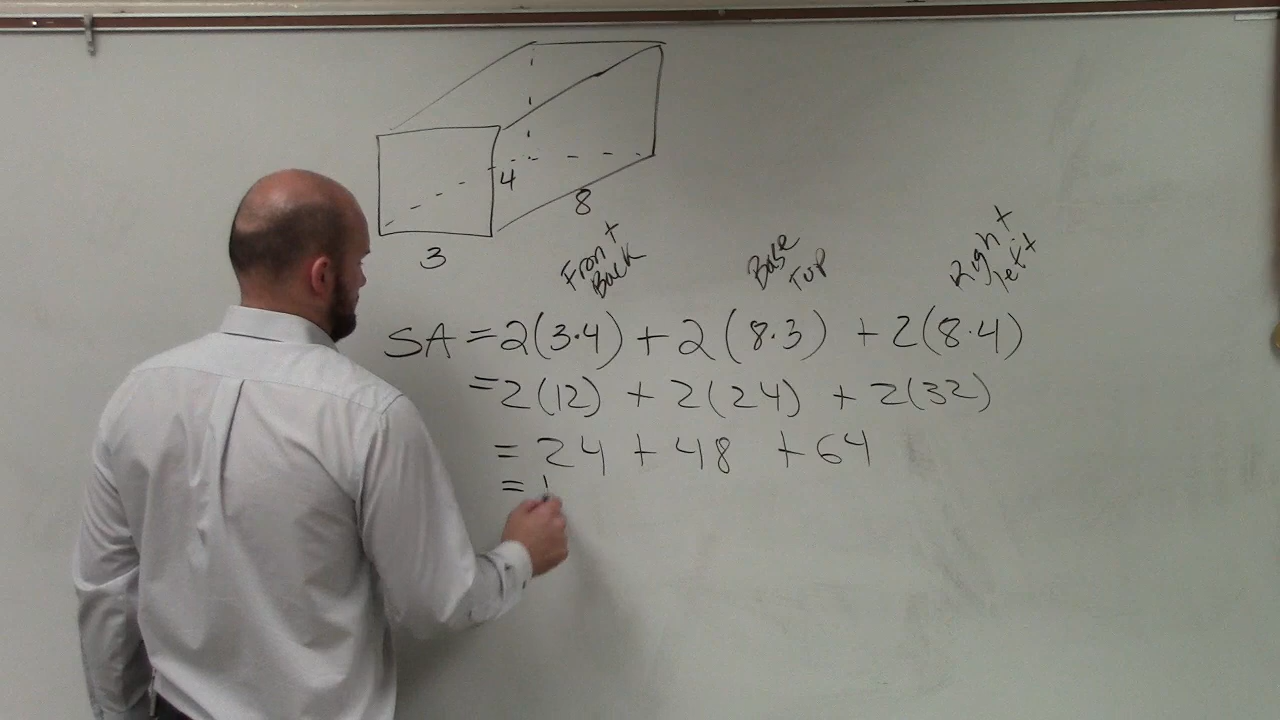 4
8
3
Front
Back
Base
Top
Right
left
SA = 2(3·4) + 2(8·3) + 2(8·4)
= 2(12) + 2(24) + 2(32)
= 24 + 48 + 64
=